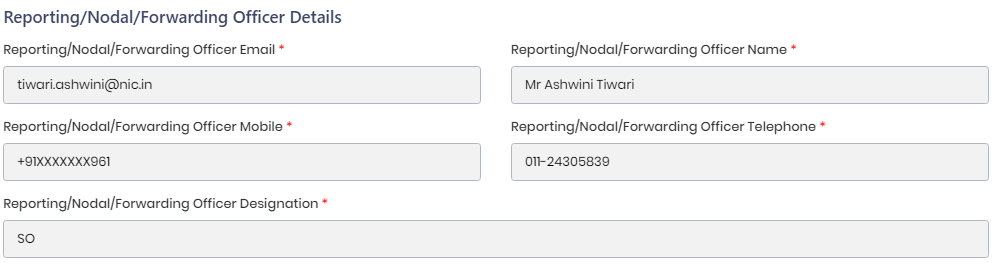 Reporting/Nodal/Forwarding Officer Details
Reporting/Nodal/Forwarding Officer Email *
Reporting/Nodal/Forwarding Officer Name *
tiwari.ashwini@nic.in
Mr Ashwini Tiwari
Reporting/Nodal/Forwarding Officer Mobile *
Reporting/Nodal/Forwarding Officer Telephone *
+91XXXXXXX961
011-24305839
Reporting/Nodal/Forwarding Officer Designation *
SO